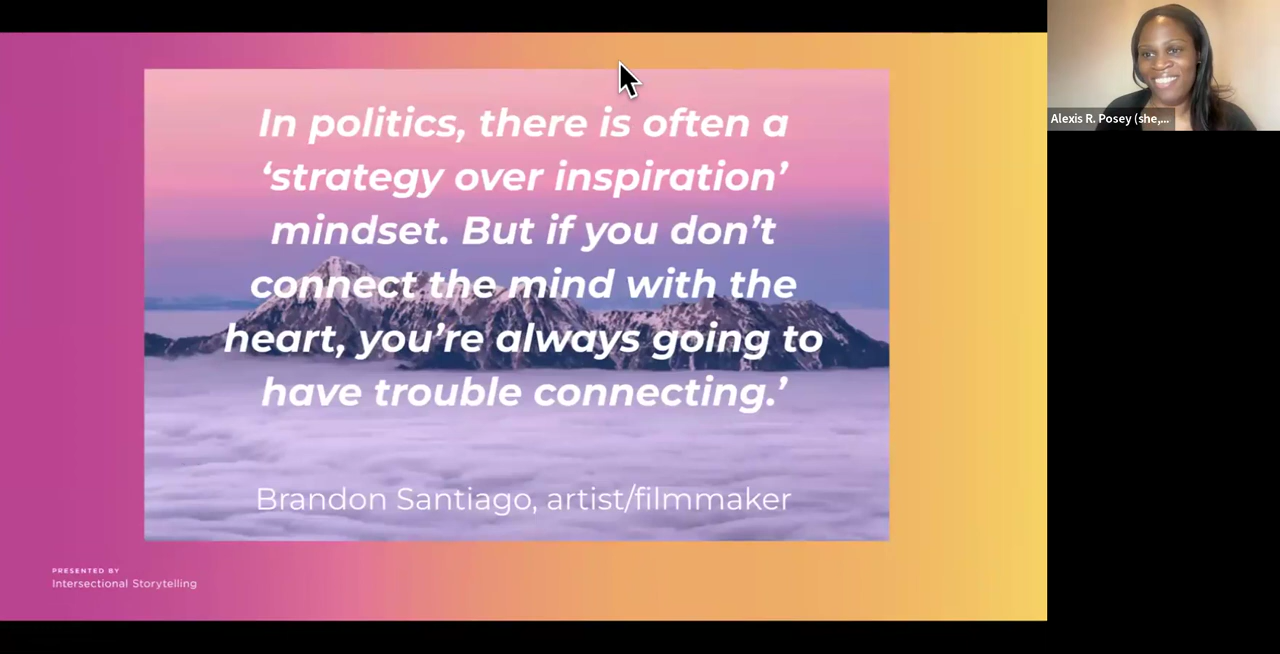 In politics, there is often a
‘strategy over inspiration’
mindset. But if you don’t
connect the mind with the
heart, you’re always going to
have trouble connecting.’
Brandon Santiago, artist/filmmaker
PRESENTED BY
Intersectional Storytelling
Alexis R. Posey (she,...